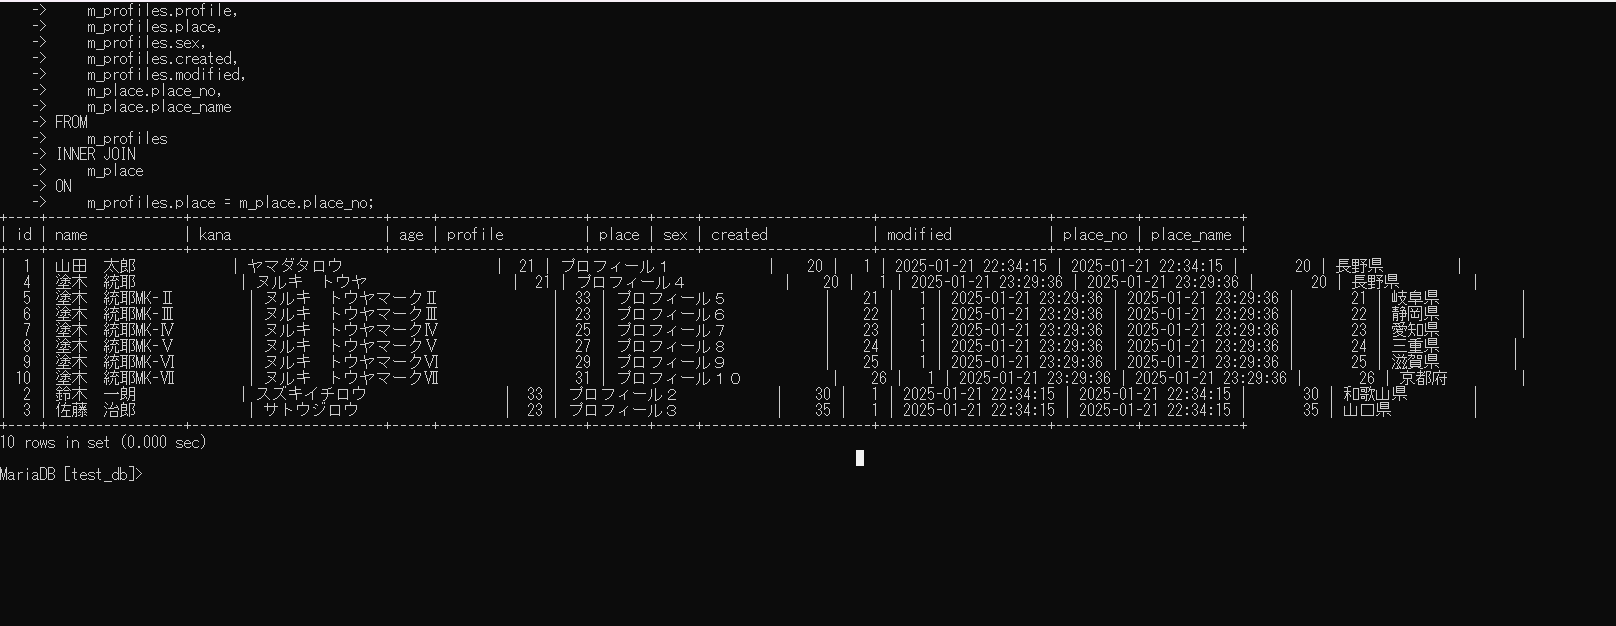 -> m_profiles.profile,
-> m_profiles.place,
-> m_profiles.sex,
-> m_profiles.created,
-> m_profiles.modified,
-> m_place.place_no,
-> m_place.place_name
-> FROM
-> m_profiles
-> INNER JOIN
-> m_place
-> ON
-> m_profiles.place = m_place.place_no;
| id | name | kana | age | profile | place | sex | created | modified | place_no | place_name |
| 1 | 山田　太郎 | ヤマダタロウ | 21 | プロフィール１ | 20 | 1 | 2025-01-21 22:34:15 | 2025-01-21 22:34:15 | 20 | 長野県 |
| 4 | 塗木　統耶 | ヌルキ　トウヤ | 21 | プロフィール４ | 20 | 1 | 2025-01-21 23:29:36 | 2025-01-21 23:29:36 | 20 | 長野県 |
| 5 | 塗木　統耶MK-Ⅱ | ヌルキ　トウヤマークⅡ | 33 | プロフィール５ | 21 | 1 | 2025-01-21 23:29:36 | 2025-01-21 23:29:36 | 21 | 岐阜県 |
| 6 | 塗木　統耶MK-Ⅲ | ヌルキ　トウヤマークⅢ | 23 | プロフィール６ | 22 | 1 | 2025-01-21 23:29:36 | 2025-01-21 23:29:36 | 22 | 静岡県 |
| 7 | 塗木　統耶MK-Ⅳ | ヌルキ　トウヤマークⅣ | 25 | プロフィール７ | 23 | 1 | 2025-01-21 23:29:36 | 2025-01-21 23:29:36 | 23 | 愛知県 |
| 8 | 塗木　統耶MK-Ⅴ | ヌルキ　トウヤマークⅤ | 27 | プロフィール８ | 24 | 1 | 2025-01-21 23:29:36 | 2025-01-21 23:29:36 | 24 | 三重県 |
| 9 | 塗木　統耶MK-Ⅵ | ヌルキ　トウヤマークⅥ | 29 | プロフィール９ | 25 | 1 | 2025-01-21 23:29:36 | 2025-01-21 23:29:36 | 25 | 滋賀県 |
| 10 | 塗木　統耶MK-Ⅶ | ヌルキ　トウヤマークⅦ | 31 | プロフィール１０ | 26 | 1 | 2025-01-21 23:29:36 | 2025-01-21 23:29:36 | 26 | 京都府 |
| 2 | 鈴木　一朗 | スズキイチロウ | 33 | プロフィール２ | 30 | 1 | 2025-01-21 22:34:15 | 2025-01-21 22:34:15 | 30 | 和歌山県 |
| 3 | 佐藤　治郎 | サトウジロウ | 23 | プロフィール３ | 35 | 1 | 2025-01-21 22:34:15 | 2025-01-21 22:34:15 | 35 | 山口県 |
10 rows in set (0.000 sec)
MariaDB [test_db]>